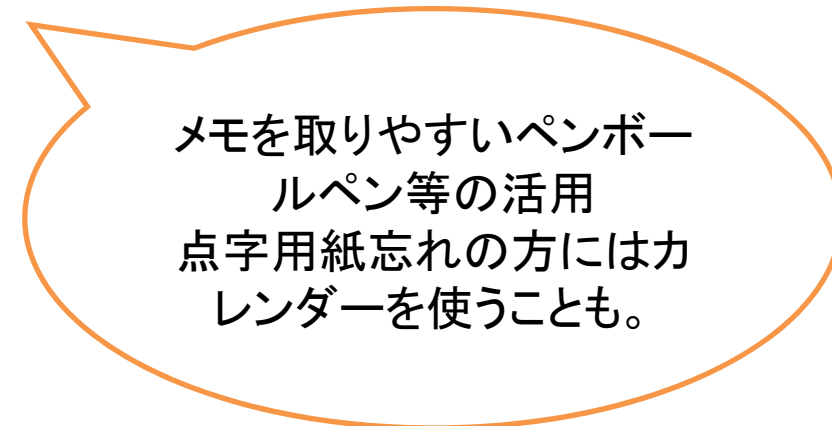 メモを取りやすいペンボー
ルペン等の活用
点字用紙忘れの方にはカ
レンダーを使うことも。